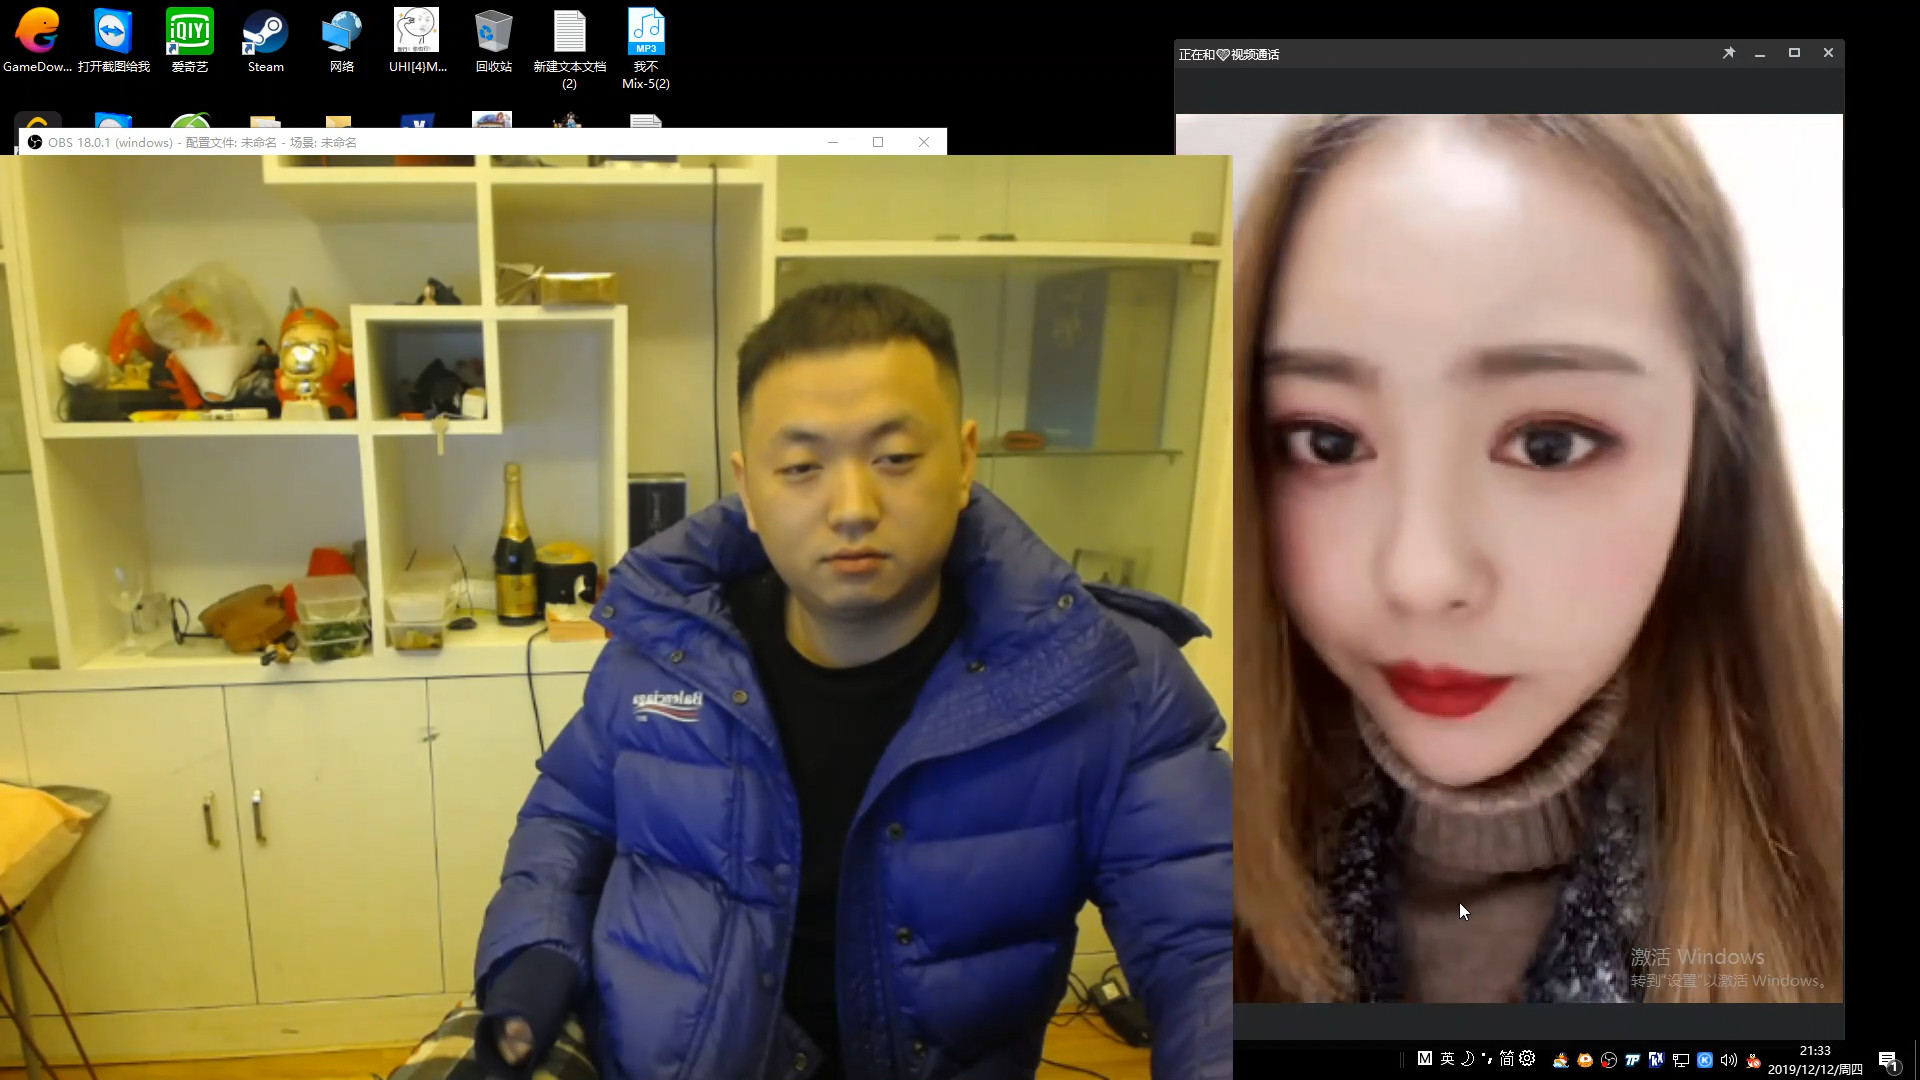 GameDow...
打开截图给我
爱奇艺
Steam
网络
UHI[4]M...
回收站
新建文本文档
(2)
我不
Mix-5(2)
iQIYI
MP3
正在和🤍视频通话
OBS 18.0.1 (windows) - 配置文件: 未命名 - 场景: 未命名
Balenciaga
激活 Windows
转到"设置"以激活 Windows。
M 英 简
21:33
2019/12/12/周四
1